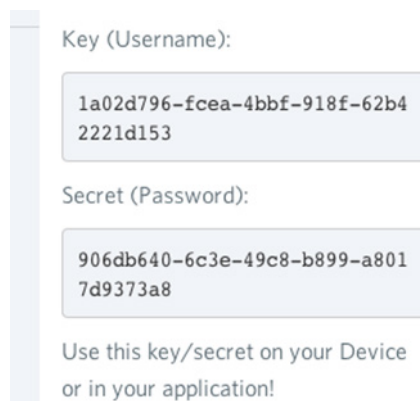 Key (Username):
1a02d796-fcea-4bbf-918f-62b4
2221d153
Secret (Password):
906db640-6c3e-49c8-b899-a801
7d9373a8
Use this key/secret on your Device
or in your application!